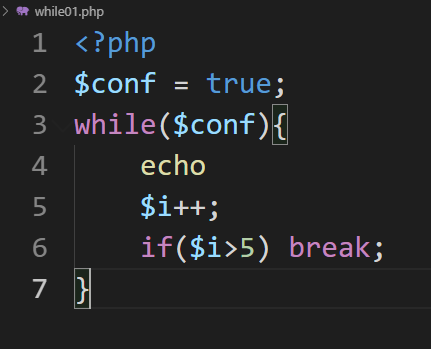 while01.php
1 <?php
2 $conf = true;
3 while($conf){
4     echo
5     $i++;
6     if($i>5) break;
7 }